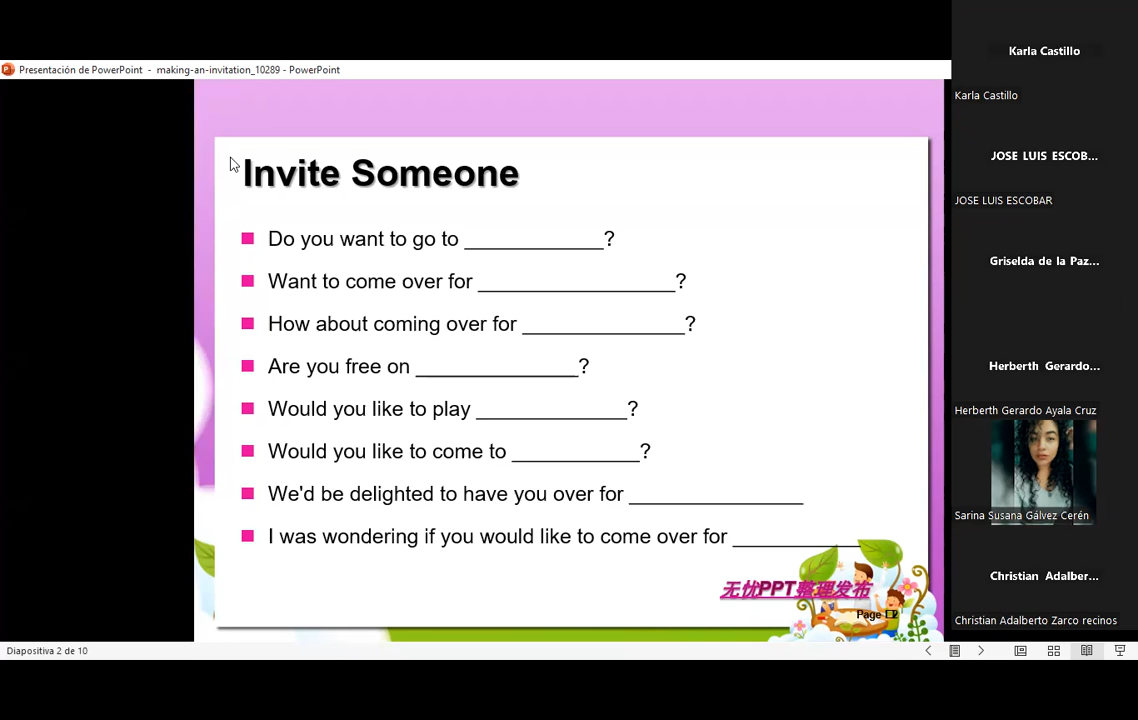 Presentación de PowerPoint - making-an-invitation_10289 - PowerPoint
Invite Someone
Do you want to go to ____________?
Want to come over for _________________?
How about coming over for ______________?
Are you free on ______________?
Would you like to play _____________?
Would you like to come to ___________?
We'd be delighted to have you over for _______________
I was wondering if you would like to come over for ___________
无忧PPT整理发布
Page
Diapositiva 2 de 10
Karla Castillo
Karla Castillo
JOSE LUIS ESCOB...
JOSE LUIS ESCOBAR
Griselda de la Paz...
Herberth Gerardo...
Herberth Gerardo Ayala Cruz
Sarina Susana Gálvez Cerén
Christian Adalber...
Christian Adalberto Zarco recinos